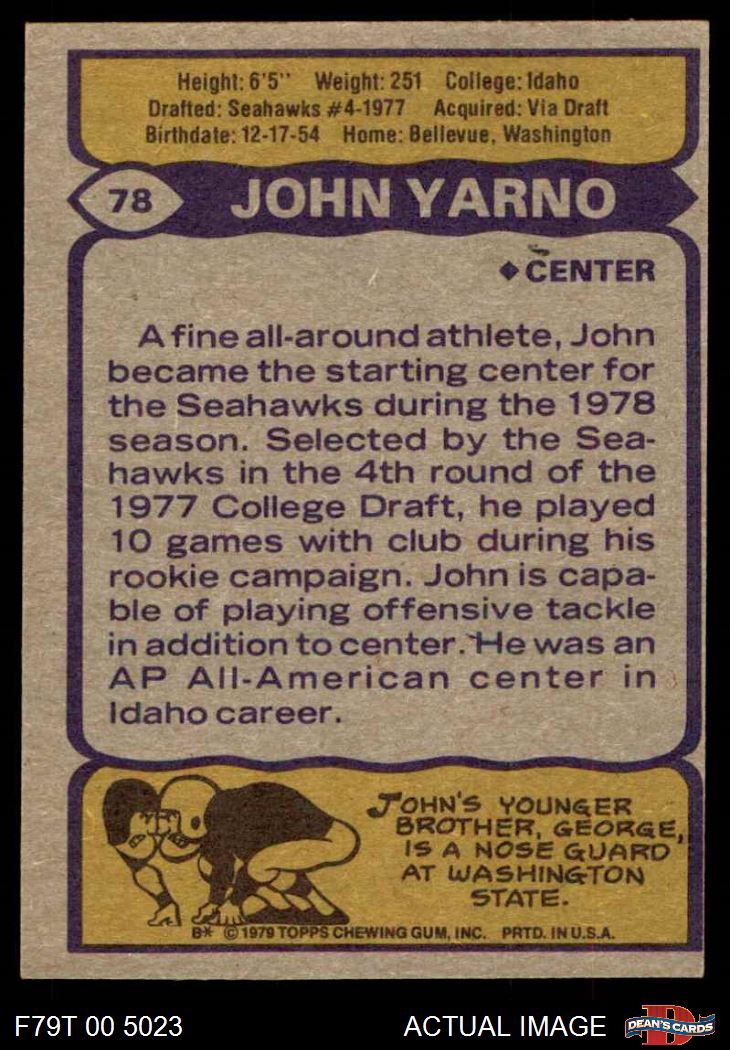 Height: 6'5" Weight: 251 College: Idaho
Drafted: Seahawks #4-1977 Acquired: Via Draft
Birthdate: 12-17-54 Home: Bellevue, Washington
78 JOHN YARNO
◆CENTER
A fine all-around athlete, John
became the starting center for
the Seahawks during the 1978
season. Selected by the Sea-
hawks in the 4th round of the
1977 College Draft, he played
10 games with club during his
rookie campaign. John is capa-
ble of playing offensive tackle
in addition to center. He was an
AP All-American center in
Idaho career.
JOHN'S YOUNGER
BROTHER, GEORGE,
IS A NOSE GUARD
AT WASHINGTON
STATE.
B* © 1979 TOPPS CHEWING GUM, INC. PRTD. IN U.S.A.
F79T 00 5023 ACTUAL IMAGE D DEAN'S CARDS